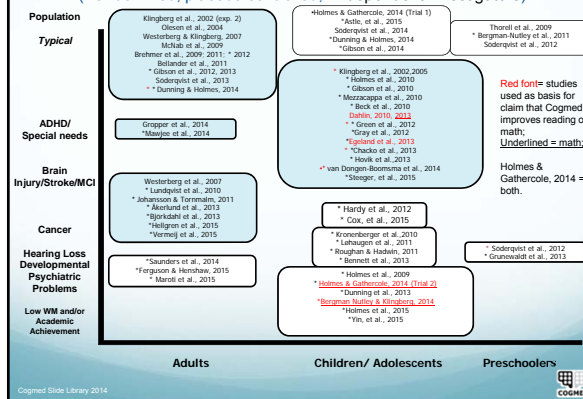 Population
Typical
ADHD/
Special needs
Brain
Injury/Stroke/MCI
Cancer
Hearing Loss
Developmental
Psychiatric
Problems
Low WM and/or
Academic
Achievement
Klingberg et al., 2002 (exp. 2)
Olesen et al., 2004
Westerberg & Klingberg, 2007
McNab et al., 2009
Brehmer et al., 2009; 2011; * 2012
Bellander et al., 2011
* Gibson et al., 2012, 2013
Söderqvist et al., 2013
* * Dunning & Holmes, 2014
•Holmes & Gathercole, 2014 (Trial 1)
*Astle, et al., 2015
Söderqvist et al., 2014
*Dunning & Holmes, 2014
*Gibson et al., 2014
Thorell et al., 2009
* Bergman-Nutley et al., 2011
Söderqvist et al., 2012
Gropper et al., 2014
*Mawjee et al., 2014
* Klingberg et al., 2002,2005
* Holmes et al., 2010
* Gibson et al., 2010
* Mezzacappa et al., 2010
* Beck et al., 2010
Dahlin, 2010, 2013
* * Green et al., 2012
*Gray et al., 2012
*Egeland et al., 2013
* *Chacko et al., 2013
* Hovik et al.,2013
•* van Dongen-Boomsma et al., 2014
*Steeger, et al., 2015
Red font= studies
used as basis for
claim that Cogmed
improves reading o
math;
Underlined = math;
Holmes &
Gathercole, 2014 =
both.
Westerberg et al., 2007
* Lundqvist et al., 2010
* Johansson & Tornmalm, 2011
* Åkerlund et al., 2013
*Björkdahl et al., 2013
*Hellgren et al., 2015
*Vermeij et al., 2015
* Hardy et al., 2012
* Cox, et al., 2015
* Kronenberger et al.,2010
* Løhaugen et al., 2011
* Roughan & Hadwin, 2011
* Bennett et al., 2013
* Söderqvist et al., 2012
* Grunewaldt et al., 2013
*Saunders et al., 2014
*Ferguson & Henshaw, 2015
* Maroti et al., 2015
* Holmes et al., 2009
* Holmes & Gathercole, 2014 (Trial 2)
*Dunning et al., 2013
*Bergman Nutley & Klingberg, 2014
*Holmes et al., 2015
*Yin, et al., 2015
Adults
Children/ Adolescents
Preschoolers
Cogmed Slide Library 2014
COGME